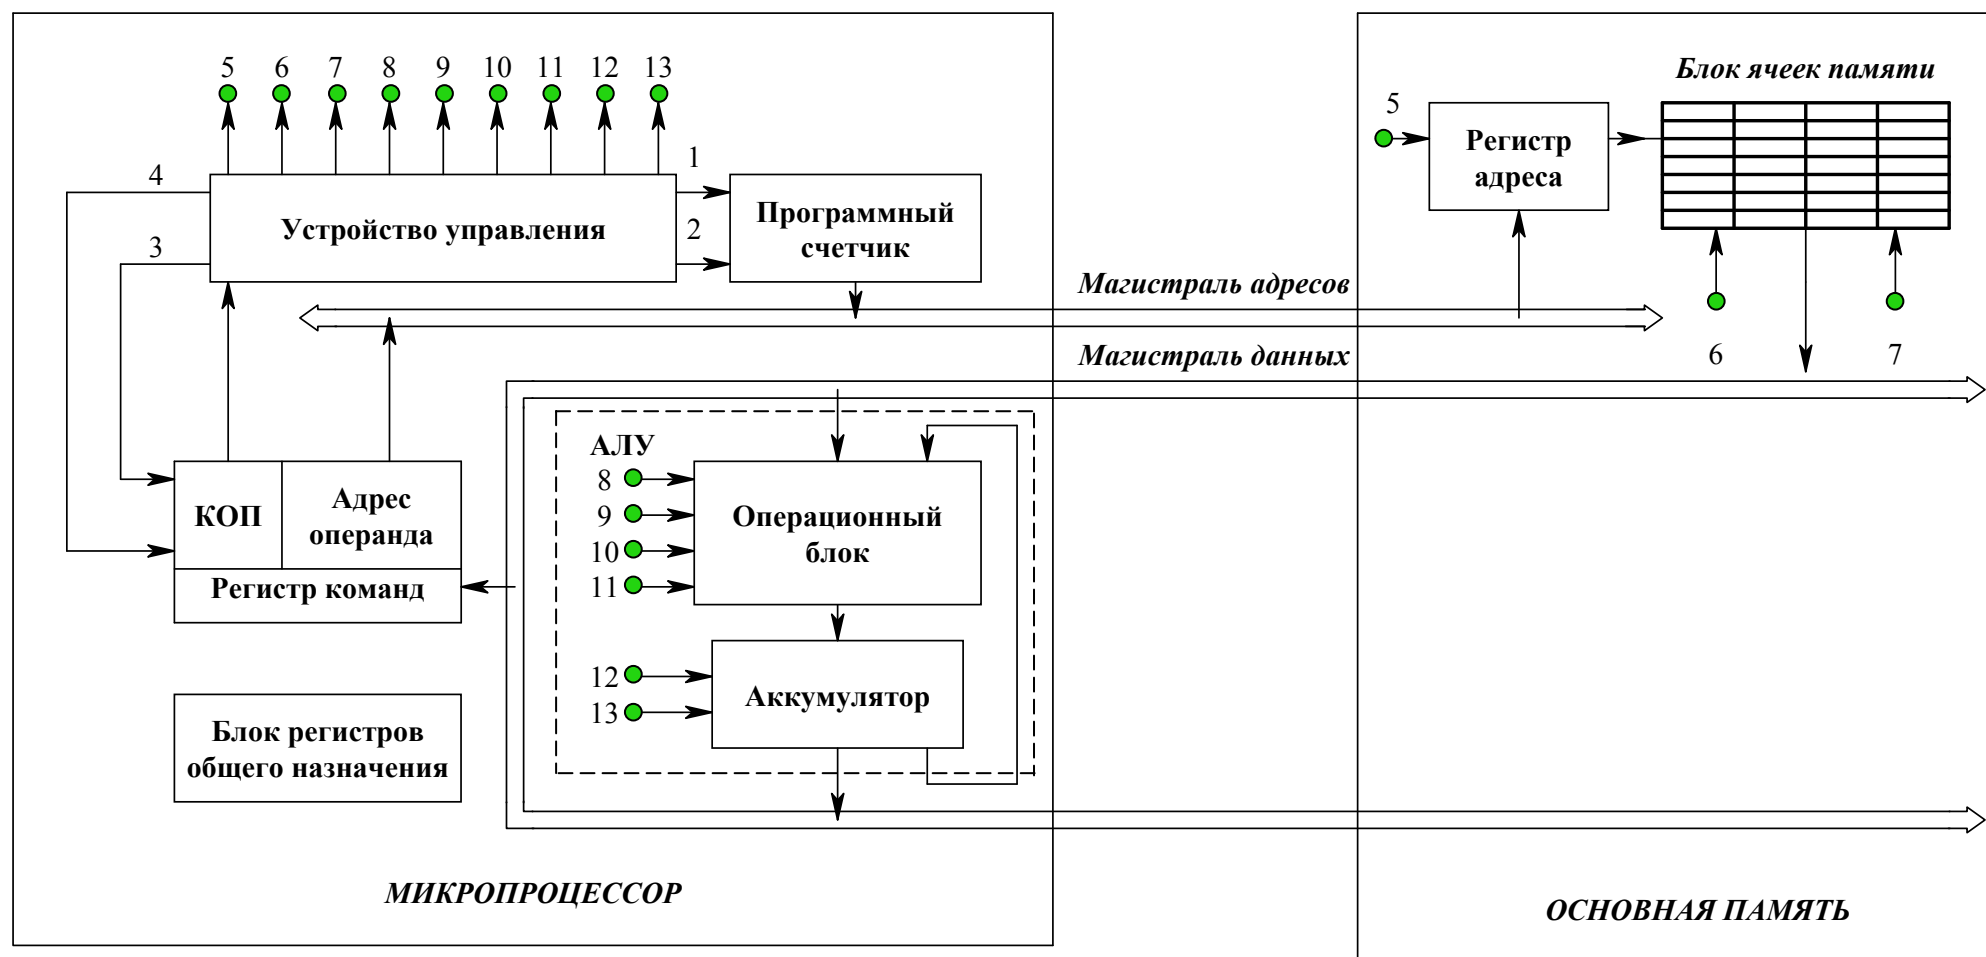 5 6 7 8 9 10 11 12 13
Блок ячеек памяти
5
Регистр
адреса
4
1
Устройство управления
Программный
счетчик
3
2
Магистраль адресов
Магистраль данных
6
7
АЛУ
8
9
10
11
Операционный
блок
КОП
Адрес
операнда
Регистр команд
12
13
Аккумулятор
Блок регистров
общего назначения
МИКРОПРОЦЕССОР
ОСНОВНАЯ ПАМЯТЬ